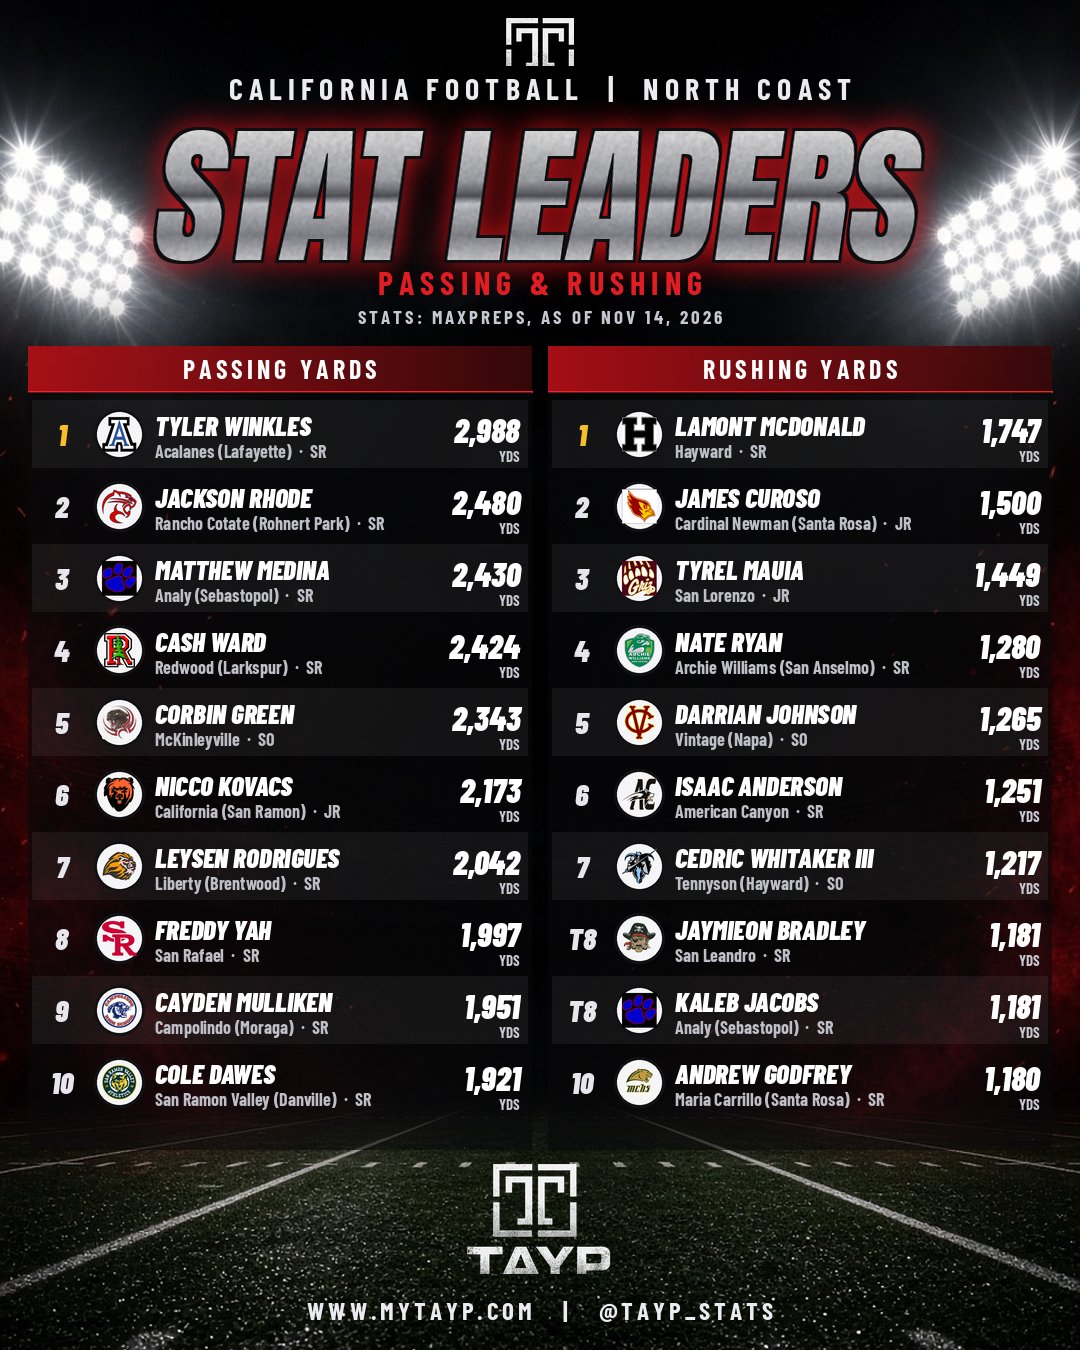 CALIFORNIA FOOTBALL | NORTH COAST
STAT LEADERS
PASSING & RUSHING
STATS: MAXPREPS, AS OF NOV 14, 2026
PASSING YARDS
1 TYLER WINKLES 2,988
Acalanes (Lafayette) · SR YDS
2 JACKSON RHODE 2,480
Rancho Cotate (Rohnert Park) · SR YDS
3 MATTHEW MEDINA 2,430
Analy (Sebastopol) · SR YDS
4 CASH WARD 2,424
Redwood (Larkspur) · SR YDS
5 CORBIN GREEN 2,343
McKinleyville · SO YDS
6 NICCO KOVACS 2,173
California (San Ramon) · JR YDS
7 LEYSEN RODRIGUES 2,042
Liberty (Brentwood) · SR YDS
8 FREDDY YAH 1,997
San Rafael · SR YDS
9 CAYDEN MULLIKEN 1,951
Campolindo (Moraga) · SR YDS
10 COLE DAWES 1,921
San Ramon Valley (Danville) · SR YDS
RUSHING YARDS
1 LAMONT MCDONALD 1,747
Hayward · SR YDS
2 JAMES CUROSO 1,500
Cardinal Newman (Santa Rosa) · JR YDS
3 TYREL MAUIA 1,449
San Lorenzo · JR YDS
4 NATE RYAN 1,280
Archie Williams (San Anselmo) · SR YDS
5 DARRIAN JOHNSON 1,265
Vintage (Napa) · SO YDS
6 ISAAC ANDERSON 1,251
American Canyon · SR YDS
7 CEDRIC WHITAKER III 1,217
Tennyson (Hayward) · SO YDS
T8 JAYMIEON BRADLEY 1,181
San Leandro · SR YDS
T8 KALEB JACOBS 1,181
Analy (Sebastopol) · SR YDS
10 ANDREW GODFREY 1,180
Maria Carrillo (Santa Rosa) · SR YDS
TAYP
WWW.MYTAYP.COM | @TAYP_STATS